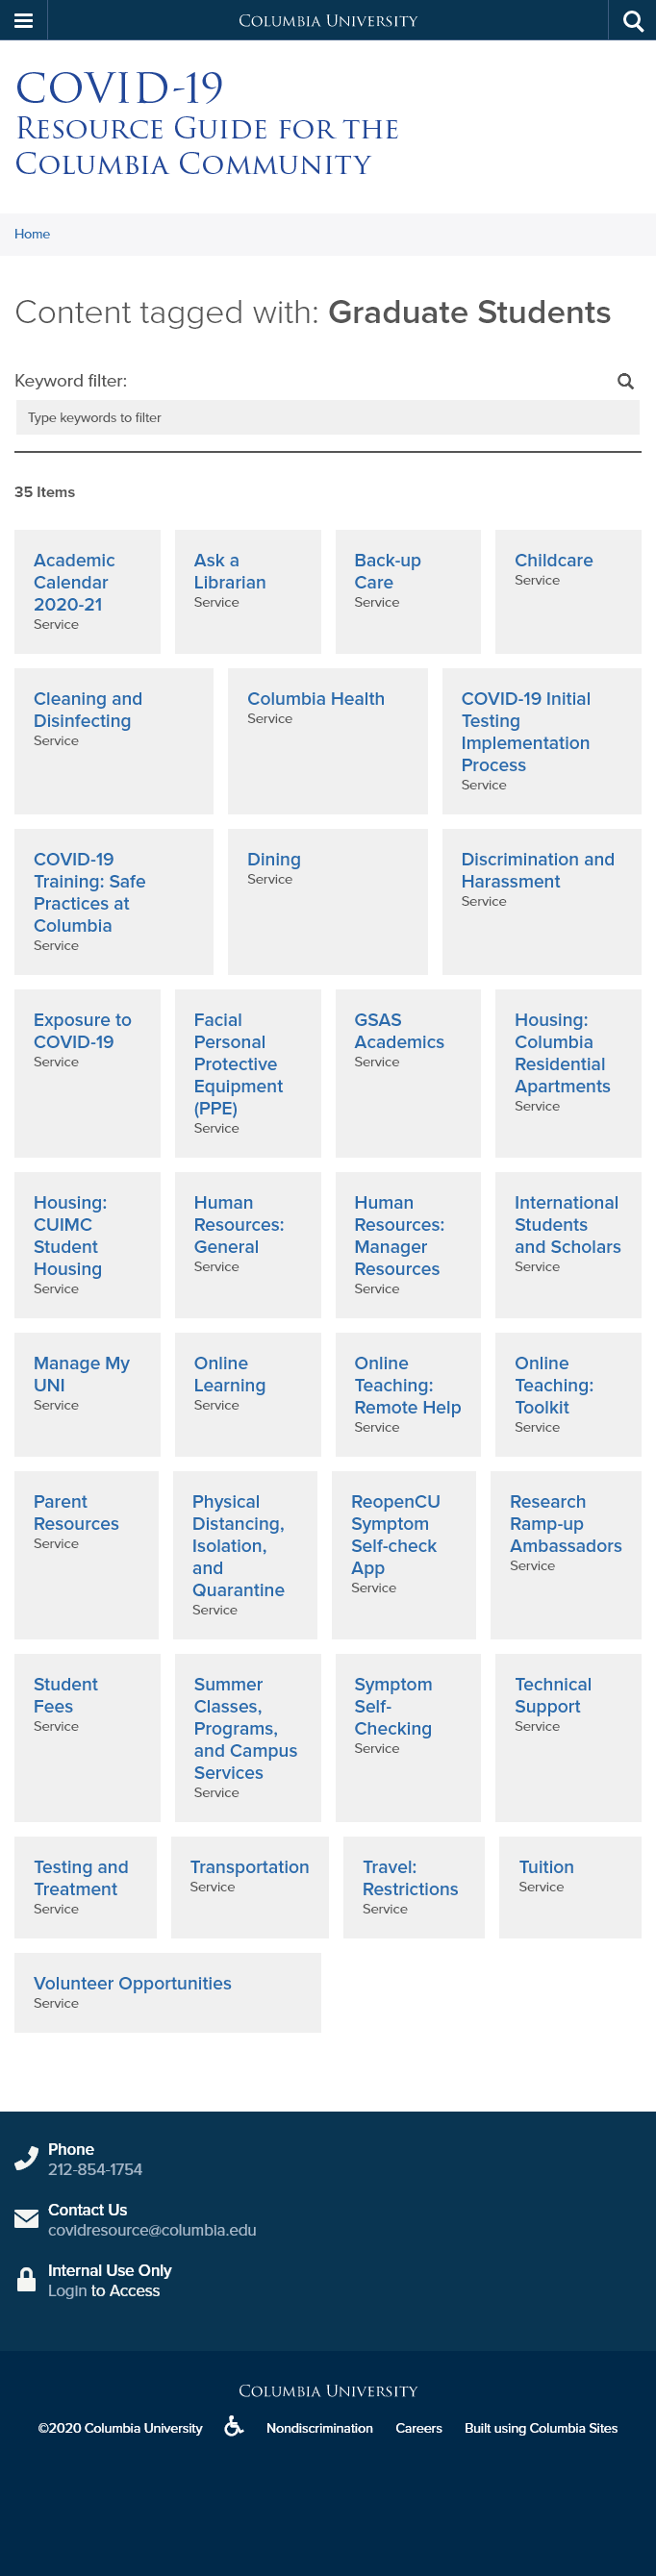 COLUMBIA UNIVERSITY
COVID-19
RESOURCE GUIDE FOR THE
COLUMBIA COMMUNITY
Home
Content tagged with: Graduate Students
Keyword filter:
Type keywords to filter
35 Items
Academic
Calendar
2020-21
Service
Ask a
Librarian
Service
Back-up
Care
Service
Childcare
Service
Cleaning and
Disinfecting
Service
Columbia Health
Service
COVID-19 Initial
Testing
Implementation
Process
Service
COVID-19
Training: Safe
Practices at
Columbia
Service
Dining
Service
Discrimination and
Harassment
Service
Exposure to
COVID-19
Service
Facial
Personal
Protective
Equipment
(PPE)
Service
GSAS
Academics
Service
Housing:
Columbia
Residential
Apartments
Service
Housing:
CUIMC
Student
Housing
Service
Human
Resources:
General
Service
Human
Resources:
Manager
Resources
Service
International
Students
and Scholars
Service
Manage My
UNI
Service
Online
Learning
Service
Online
Teaching:
Remote Help
Service
Online
Teaching:
Toolkit
Service
Parent
Resources
Service
Physical
Distancing,
Isolation,
and
Quarantine
Service
ReopenCU
Symptom
Self-check
App
Service
Research
Ramp-up
Ambassadors
Service
Student
Fees
Service
Summer
Classes,
Programs,
and Campus
Services
Service
Symptom
Self-
Checking
Service
Technical
Support
Service
Testing and
Treatment
Service
Transportation
Service
Travel:
Restrictions
Service
Tuition
Service
Volunteer Opportunities
Service
Phone
212-854-1754
Contact Us
covidresource@columbia.edu
Internal Use Only
Login to Access
COLUMBIA UNIVERSITY
©2020 Columbia University Nondiscrimination Careers Built using Columbia Sites